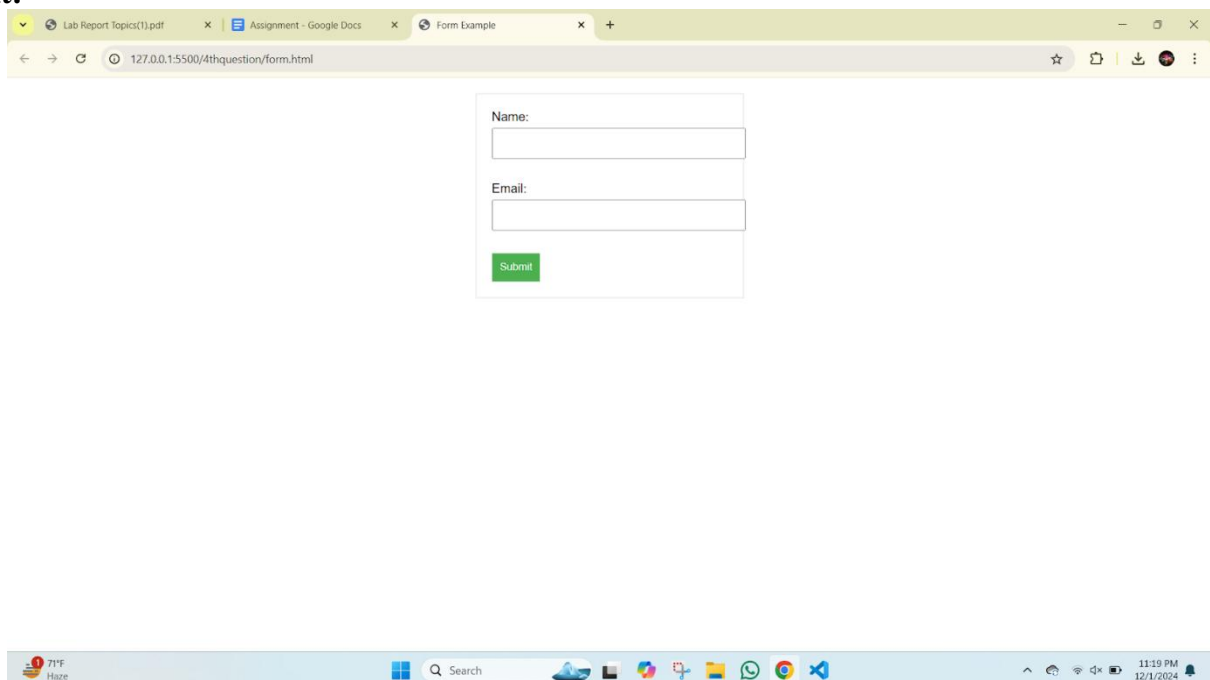 Lab Report Topics(1).pdf
Assignment - Google Docs
Form Example
127.0.0.1:5500/4thquestion/form.html
Name:
Email:
Submit
1
71°F
Haze
Search
11:19 PM
12/1/2024